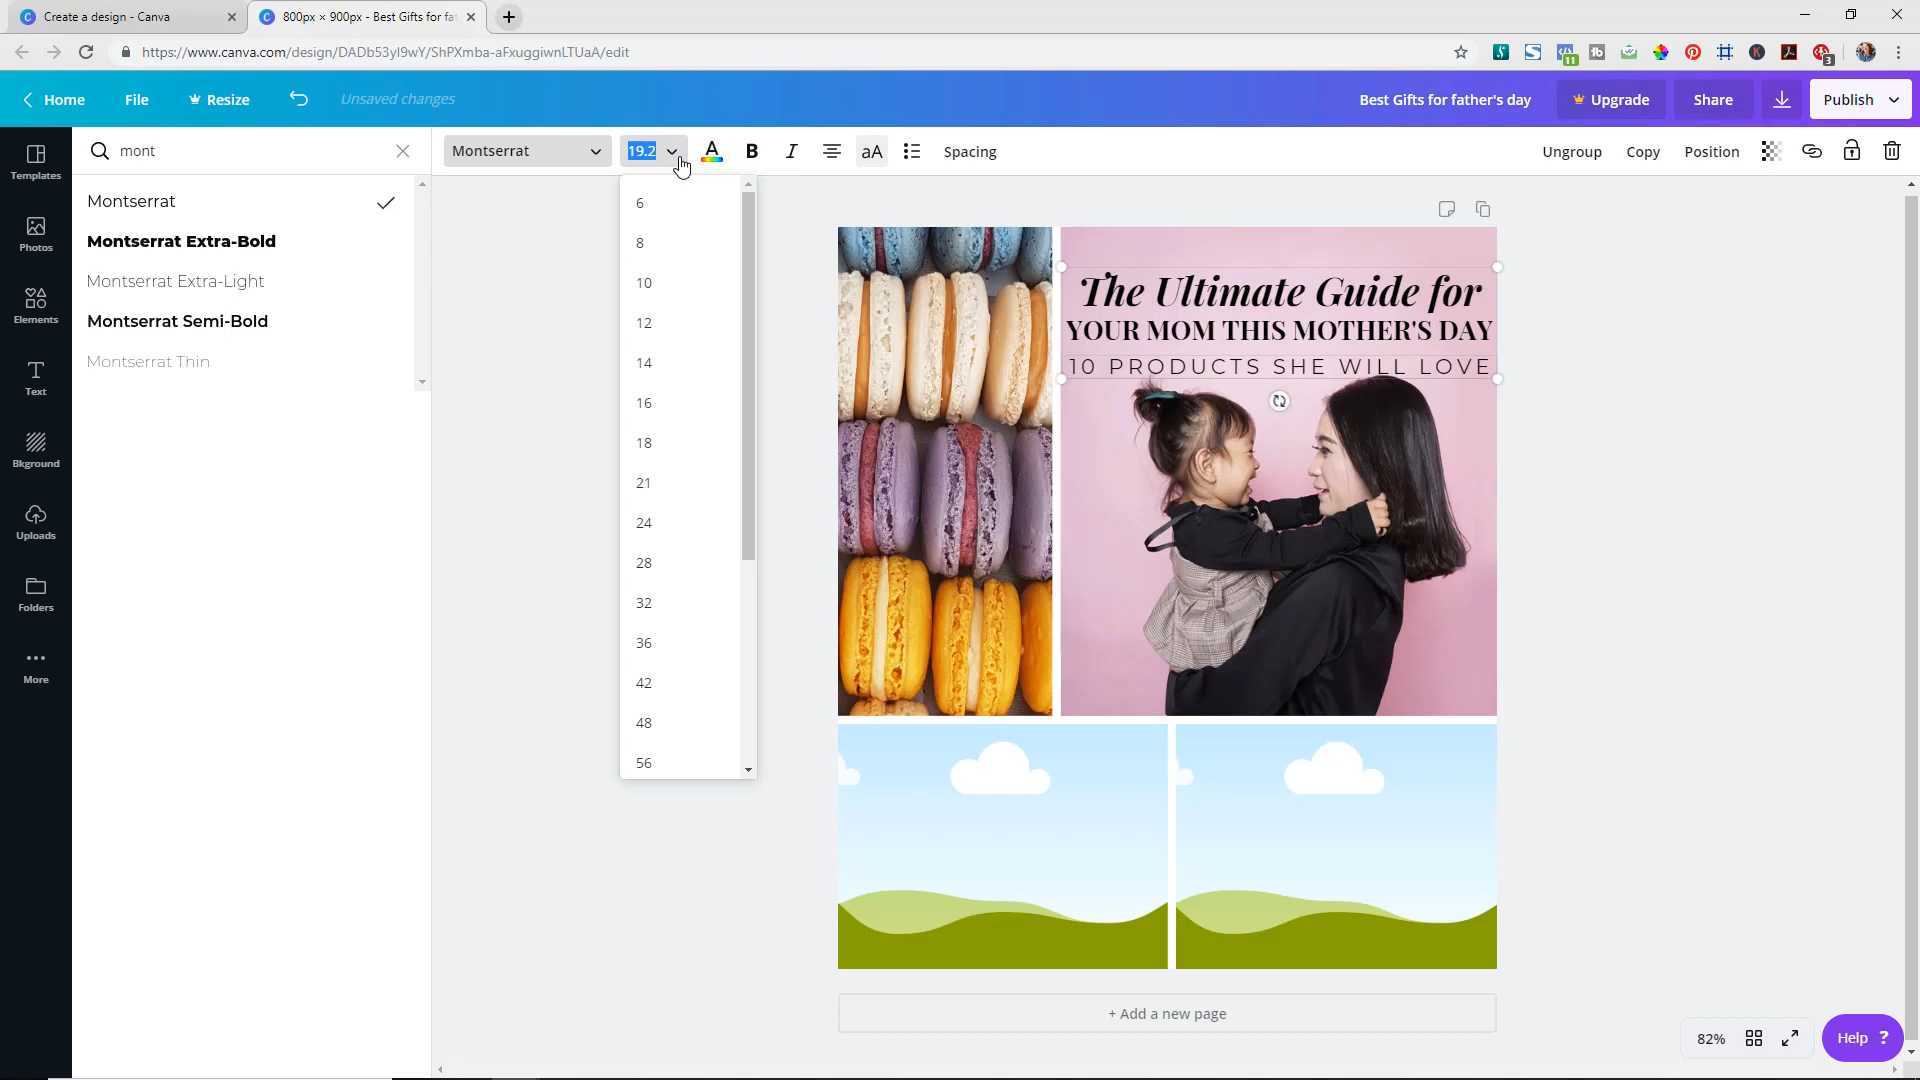 Create a design - Canva
800px × 900px - Best Gifts for fat
https://www.canva.com/design/DADb53yI9wY/ShPXmba-aFxuggiwnLTUaA/edit
11
3
Home
File
Resize
Unsaved changes
Best Gifts for father's day
Upgrade
Share
Publish
mont
Montserrat
19.2
A
B
I
aA
Spacing
Ungroup
Copy
Position
Templates
Photos
Elements
Text
Bkground
Uploads
Folders
More
Montserrat
Montserrat Extra-Bold
Montserrat Extra-Light
Montserrat Semi-Bold
Montserrat Thin
6
8
10
12
14
16
18
21
24
28
32
36
42
48
56
The Ultimate Guide for
YOUR MOM THIS MOTHER'S DAY
10 PRODUCTS SHE WILL LOVE
+ Add a new page
82%
Help ?